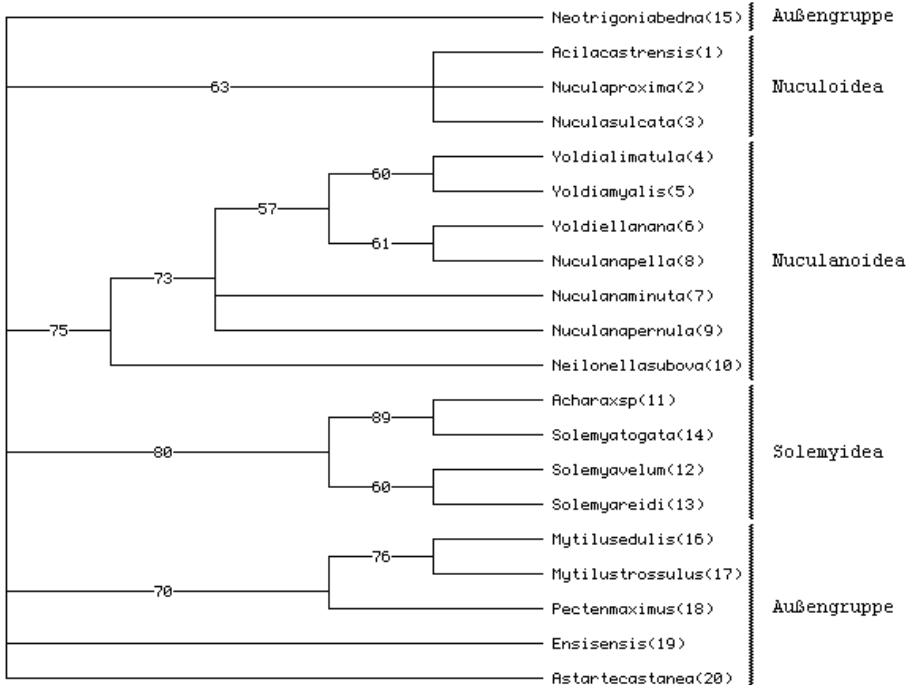 Neotrigoniabedna(15) Außengruppe
Acilacastrensis(1)
63 Nuculaproxima(2) Nuculoidea
Nuculasulcata(3)
Yoldialimatula(4)
60
Yoldiamyalis(5)
57
Yoldiellanana(6)
61
Nuculanapella(8) Nuculanoidea
73
Nuculanaminuta(7)
75 Nuculanapernula(9)
Neilonellasubova(10)
Acharaxsp(11)
89
Solemyatogata(14)
80 Solemyidea
Solemyavelum(12)
60
Solemyareidi(13)
Mytilusedulis(16)
76
Mytilustrossulus(17)
70
Pectenmaximus(18) Außengruppe
Ensisensis(19)
Astartecastanea(20)